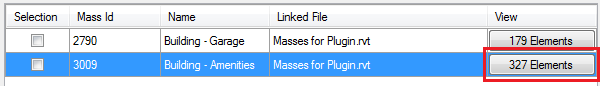 Selection Mass Id Name Linked File View
2790 Building - Garage Masses for Plugin.rvt 179 Elements
3009 Building - Amenities Masses for Plugin.rvt 327 Elements